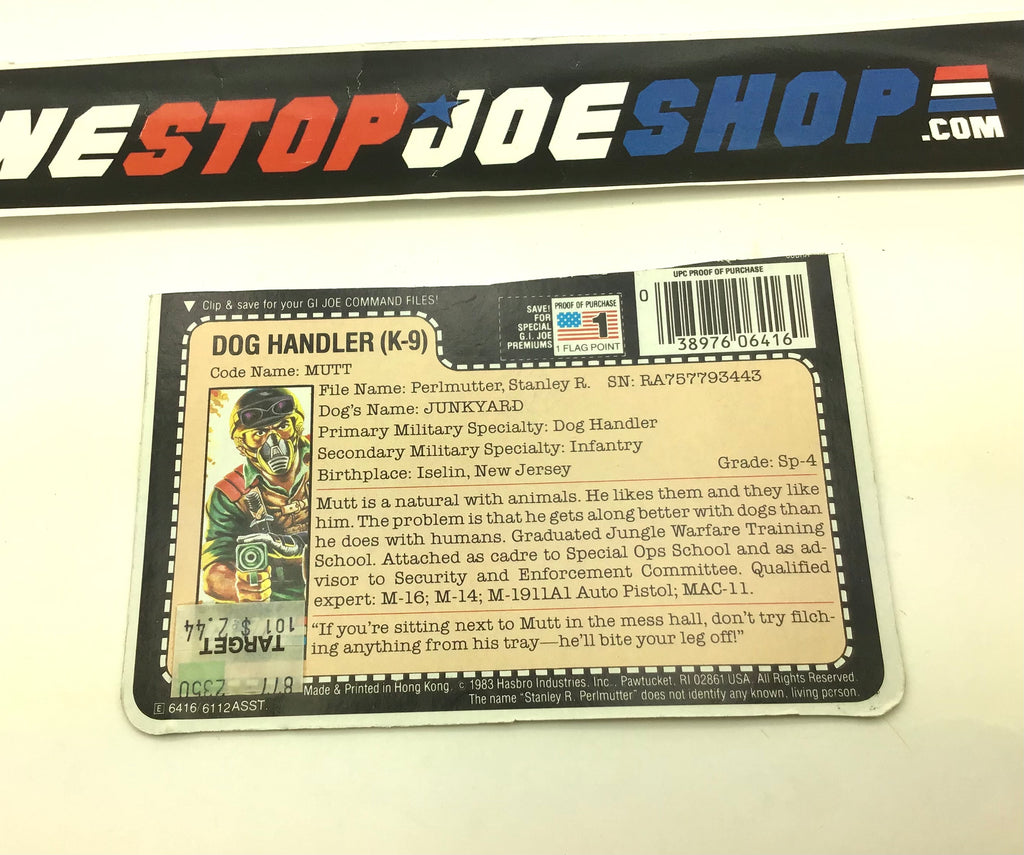 NESTOPJOESHOP
.COM
▼ Clip & save for your GI JOE COMMAND FILES!
SAVE!
FOR
SPECIAL
G.I. JOE
PREMIUMS
PROOF OF PURCHASE
1
1 FLAG POINT
UPC PROOF OF PURCHASE
0 38976 06416
DOG HANDLER (K-9)
Code Name: MUTT
File Name: Perlmutter, Stanley R. SN: RA757793443
Dog's Name: JUNKYARD
Primary Military Specialty: Dog Handler
Secondary Military Specialty: Infantry
Birthplace: Iselin, New Jersey Grade: Sp-4
Mutt is a natural with animals. He likes them and they like
him. The problem is that he gets along better with dogs than
he does with humans. Graduated Jungle Warfare Training
School. Attached as cadre to Special Ops School and as ad-
visor to Security and Enforcement Committee. Qualified
expert: M-16; M-14; M-1911A1 Auto Pistol; MAC-11.
"If you're sitting next to Mutt in the mess hall, don't try filch-
ing anything from his tray—he'll bite your leg off!"
TARGET
101 $ 2.44
Made & Printed in Hong Kong. © 1983 Hasbro Industries, Inc., Pawtucket, RI 02861 USA. All Rights Reserved.
The name "Stanley R. Perlmutter" does not identify any known, living person.
E 6416/6112ASST.